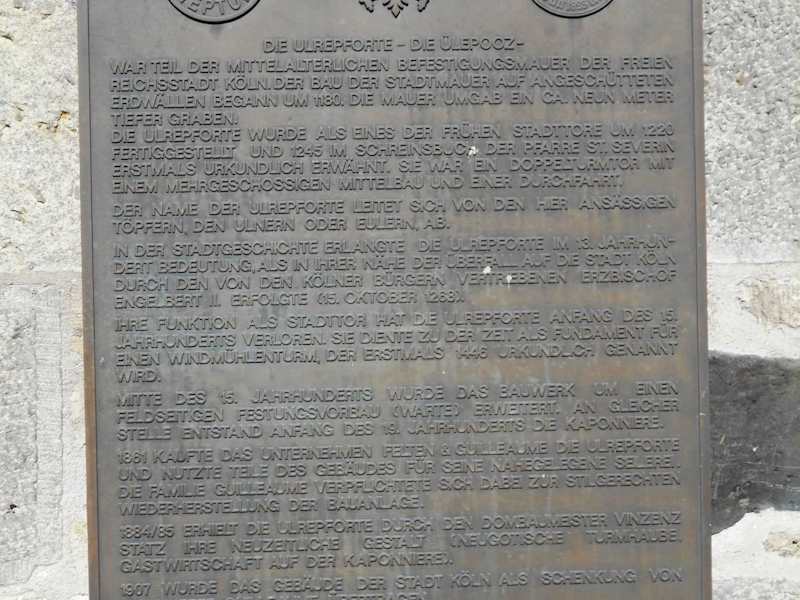 NEPTUN
DIE ULREPFORTE - DIE ÜLEPOOZ -
WAR TEIL DER MITTELALTERLICHEN BEFESTIGUNGSMAUER DER FREIEN
REICHSSTADT KÖLN. DER BAU DER STADTMAUER AUF ANGESCHÜTTETEN
ERDWÄLLEN BEGANN UM 1180. DIE MAUER UMGAB EIN CA. NEUN METER
TIEFER GRABEN.
DIE ULREPFORTE WURDE ALS EINES DER FRÜHEN STADTTORE UM 1220
FERTIGGESTELLT UND 1245 IM SCHREINSBUCH DER PFARRE ST. SEVERIN
ERSTMALS URKUNDLICH ERWÄHNT. SIE WAR EIN DOPPELTURMTOR MIT
EINEM MEHRGESCHOSSIGEN MITTELBAU UND EINER DURCHFAHRT.
DER NAME DER ULREPFORTE LEITET SICH VON DEN HIER ANSÄSSIGEN
TÖPFERN, DEN ULNERN ODER EULERN, AB.
IN DER STADTGESCHICHTE ERLANGTE DIE ULREPFORTE IM 13. JAHRHUN-
DERT BEDEUTUNG, ALS IN IHRER NÄHE DER ÜBERFALL AUF DIE STADT KÖLN
DURCH DEN VON DEN KÖLNER BÜRGERN VERTRIEBENEN ERZBISCHOF
ENGELBERT II. ERFOLGTE (15. OKTOBER 1268).
IHRE FUNKTION ALS STADTTOR HAT DIE ULREPFORTE ANFANG DES 15.
JAHRHUNDERTS VERLOREN. SIE DIENTE ZU DER ZEIT ALS FUNDAMENT FÜR
EINEN WINDMÜHLENTURM, DER ERSTMALS 1446 URKUNDLICH GENANNT
WIRD.
MITTE DES 15. JAHRHUNDERTS WURDE DAS BAUWERK UM EINEN
FELDSEITIGEN FESTUNGSVORBAU (WARTE) ERWEITERT. AN GLEICHER
STELLE ENTSTAND ANFANG DES 19. JAHRHUNDERTS DIE KAPONNIERE.
1861 KAUFTE DAS UNTERNEHMEN FELTEN & GUILLEAUME DIE ULREPFORTE
UND NUTZTE TEILE DES GEBÄUDES FÜR SEINE NAHEGELEGENE SEILEREI.
DIE FAMILIE GUILLEAUME VERPFLICHTETE SICH DABEI ZUR STILGERECHTEN
WIEDERHERSTELLUNG DER BAUANLAGE.
1884/85 ERHIELT DIE ULREPFORTE DURCH DEN DOMBAUMEISTER VINZENZ
STATZ IHRE NEUZEITLICHE GESTALT (NEUGOTISCHE TURMHAUBE,
GASTWIRTSCHAFT AUF DER KAPONNIERE).
1907 WURDE DAS GEBÄUDE DER STADT KÖLN ALS SCHENKUNG VON